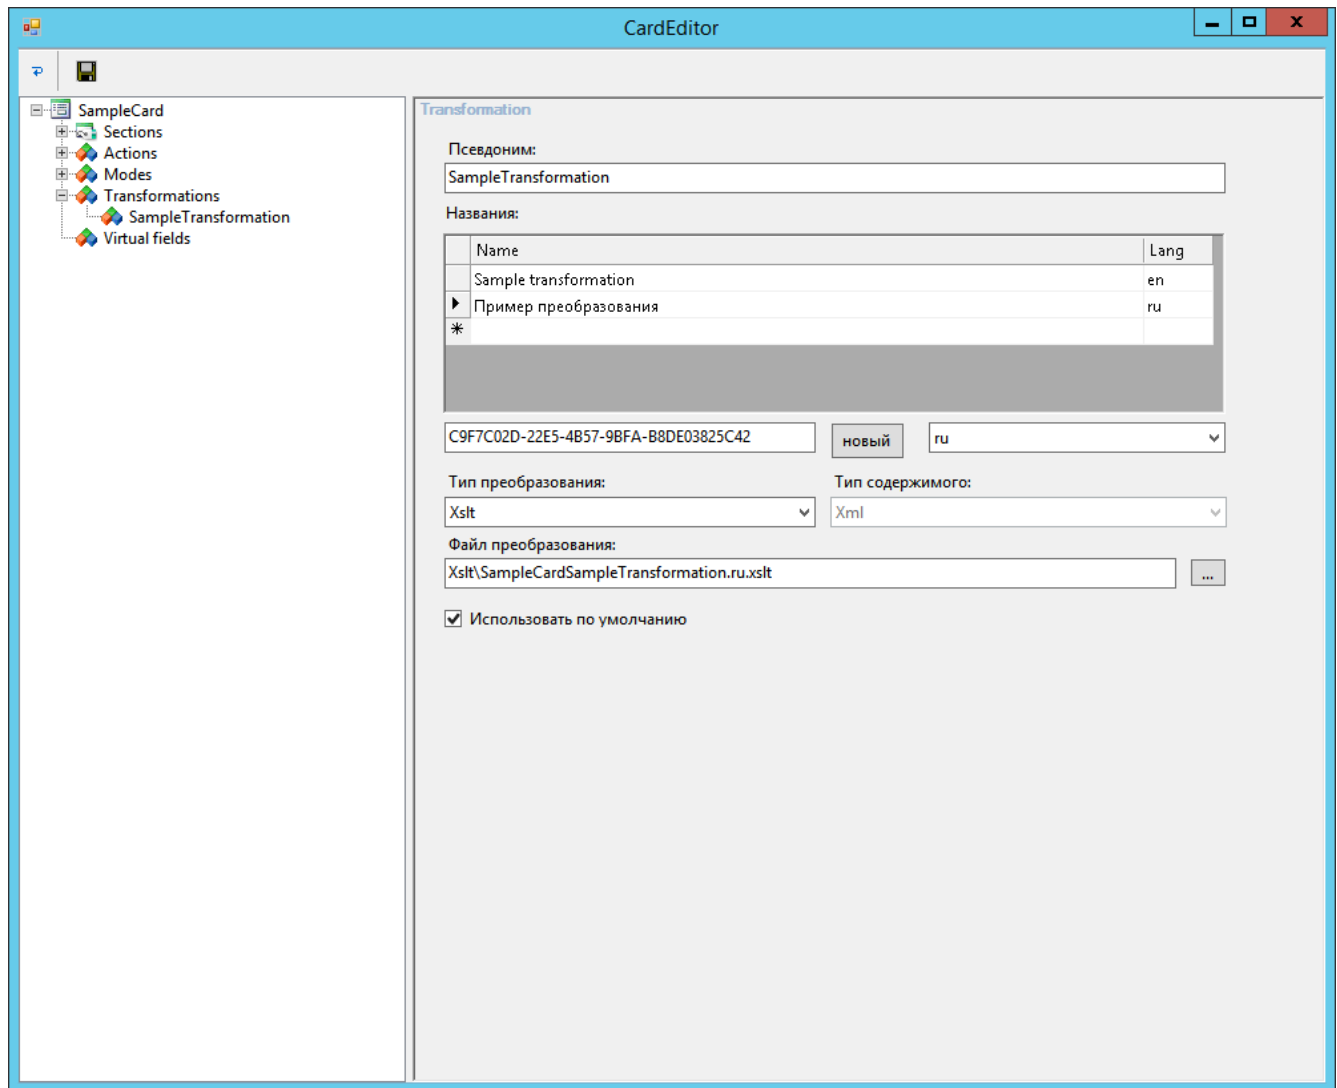 CardEditor
SampleCard
Sections
Actions
Modes
Transformations
SampleTransformation
Virtual fields
Transformation
Псевдоним:
SampleTransformation
Названия:
Name Lang
Sample transformation en
Пример преобразования ru
C9F7C02D-22E5-4B57-9BFA-B8DE03825C42 новый ru
Тип преобразования: Тип содержимого:
Xslt Xml
Файл преобразования:
Xslt\SampleCardSampleTransformation.ru.xslt ...
Использовать по умолчанию